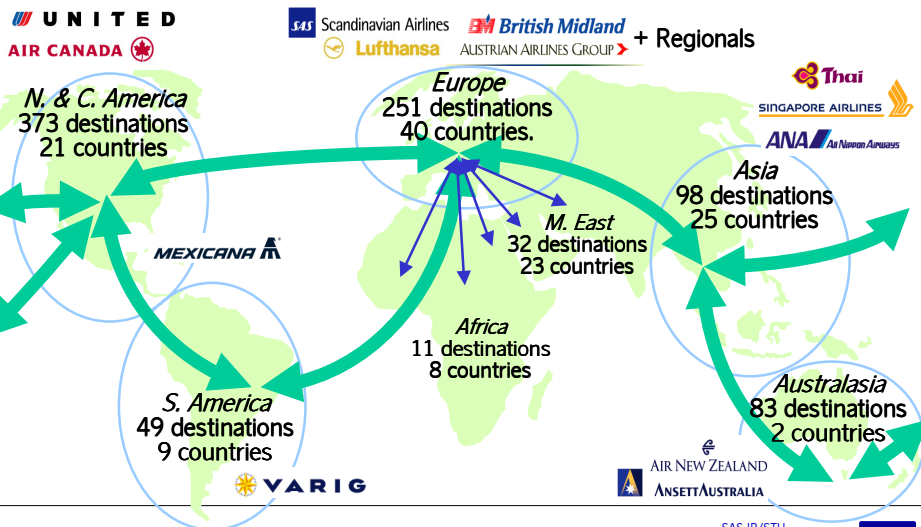 UNITED
AIR CANADA
SAS Scandinavian Airlines
Lufthansa
BM British Midland
AUSTRIAN AIRLINES GROUP
+ Regionals
Thai
SINGAPORE AIRLINES
ANA All Nippon Airways
N. & C. America
373 destinations
21 countries
Europe
251 destinations
40 countries.
Asia
98 destinations
25 countries
M. East
32 destinations
23 countries
MEXICANA
Africa
11 destinations
8 countries
S. America
49 destinations
9 countries
VARIG
Australasia
83 destinations
2 countries
AIR NEW ZEALAND
ANSETT AUSTRALIA